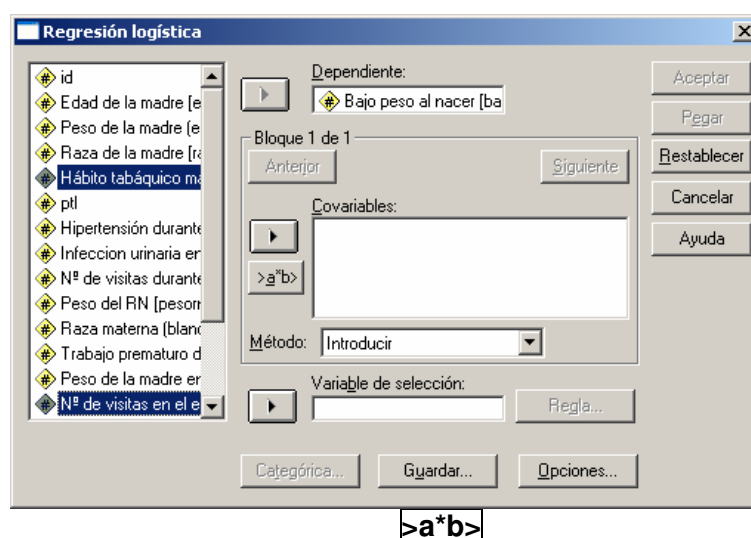 Regresión logística
id
Edad de la madre [e
Peso de la madre (e
Raza de la madre [ra
Hábito tabáquico ma
ptl
Hipertensión durante
Infeccion urinaria en
Nº de visitas durante
Peso del RN [pesorn
Raza materna (blanc
Trabajo prematuro d
Peso de la madre en
Nº de visitas en el e
Dependiente:
Bajo peso al nacer [ba
Bloque 1 de 1
Anterior
Siguiente
Covariables:
>a*b>
Método:
Introducir
Variable de selección:
Regla...
Categórica...
Guardar...
Opciones...
Aceptar
Pegar
Restablecer
Cancelar
Ayuda
>a*b>